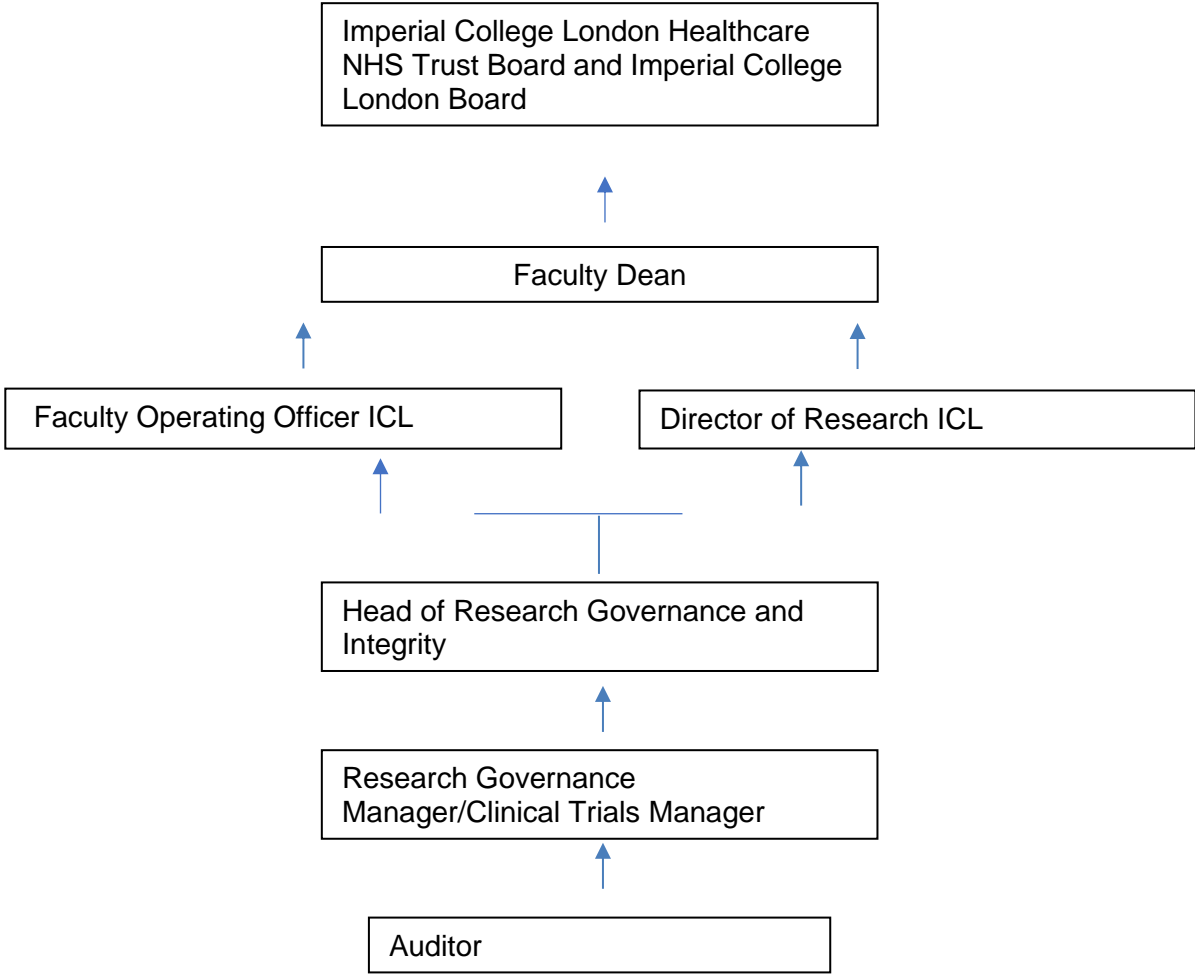 Imperial College London Healthcare
NHS Trust Board and Imperial College
London Board
Faculty Dean
Faculty Operating Officer ICL
Director of Research ICL
Head of Research Governance and
Integrity
Research Governance
Manager/Clinical Trials Manager
Auditor